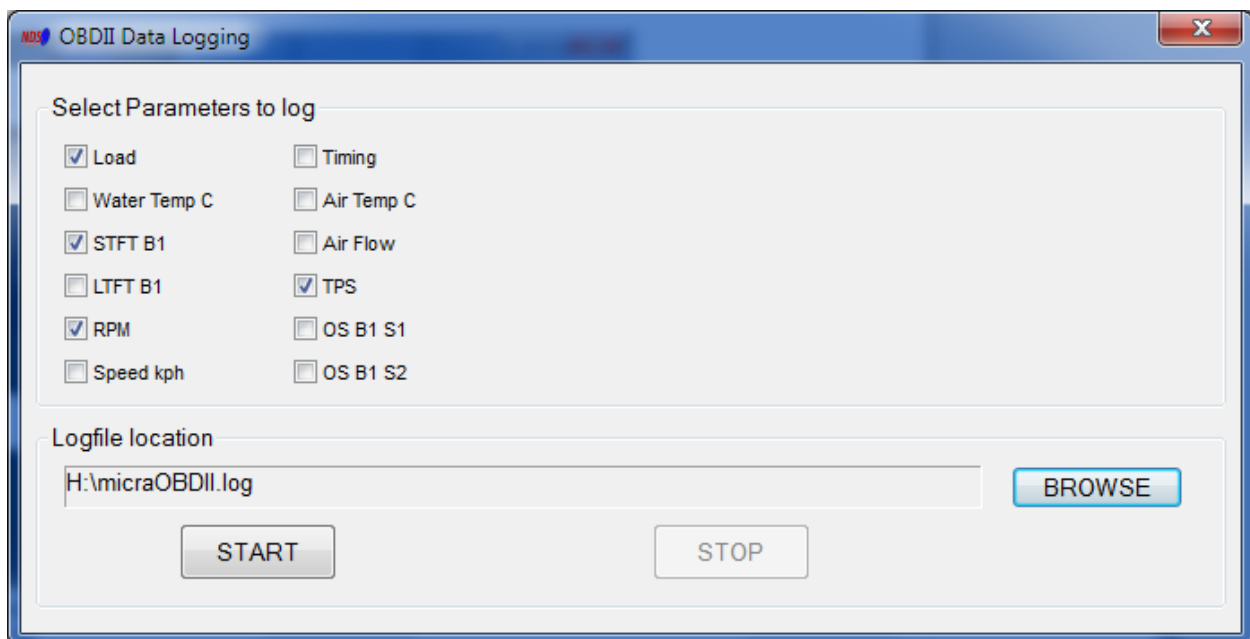 NDS OBDII Data Logging
Select Parameters to log
Load
Timing
Water Temp C
Air Temp C
STFT B1
Air Flow
LTFT B1
TPS
RPM
OS B1 S1
Speed kph
OS B1 S2
Logfile location
H:\micraOBDII.log
BROWSE
START
STOP